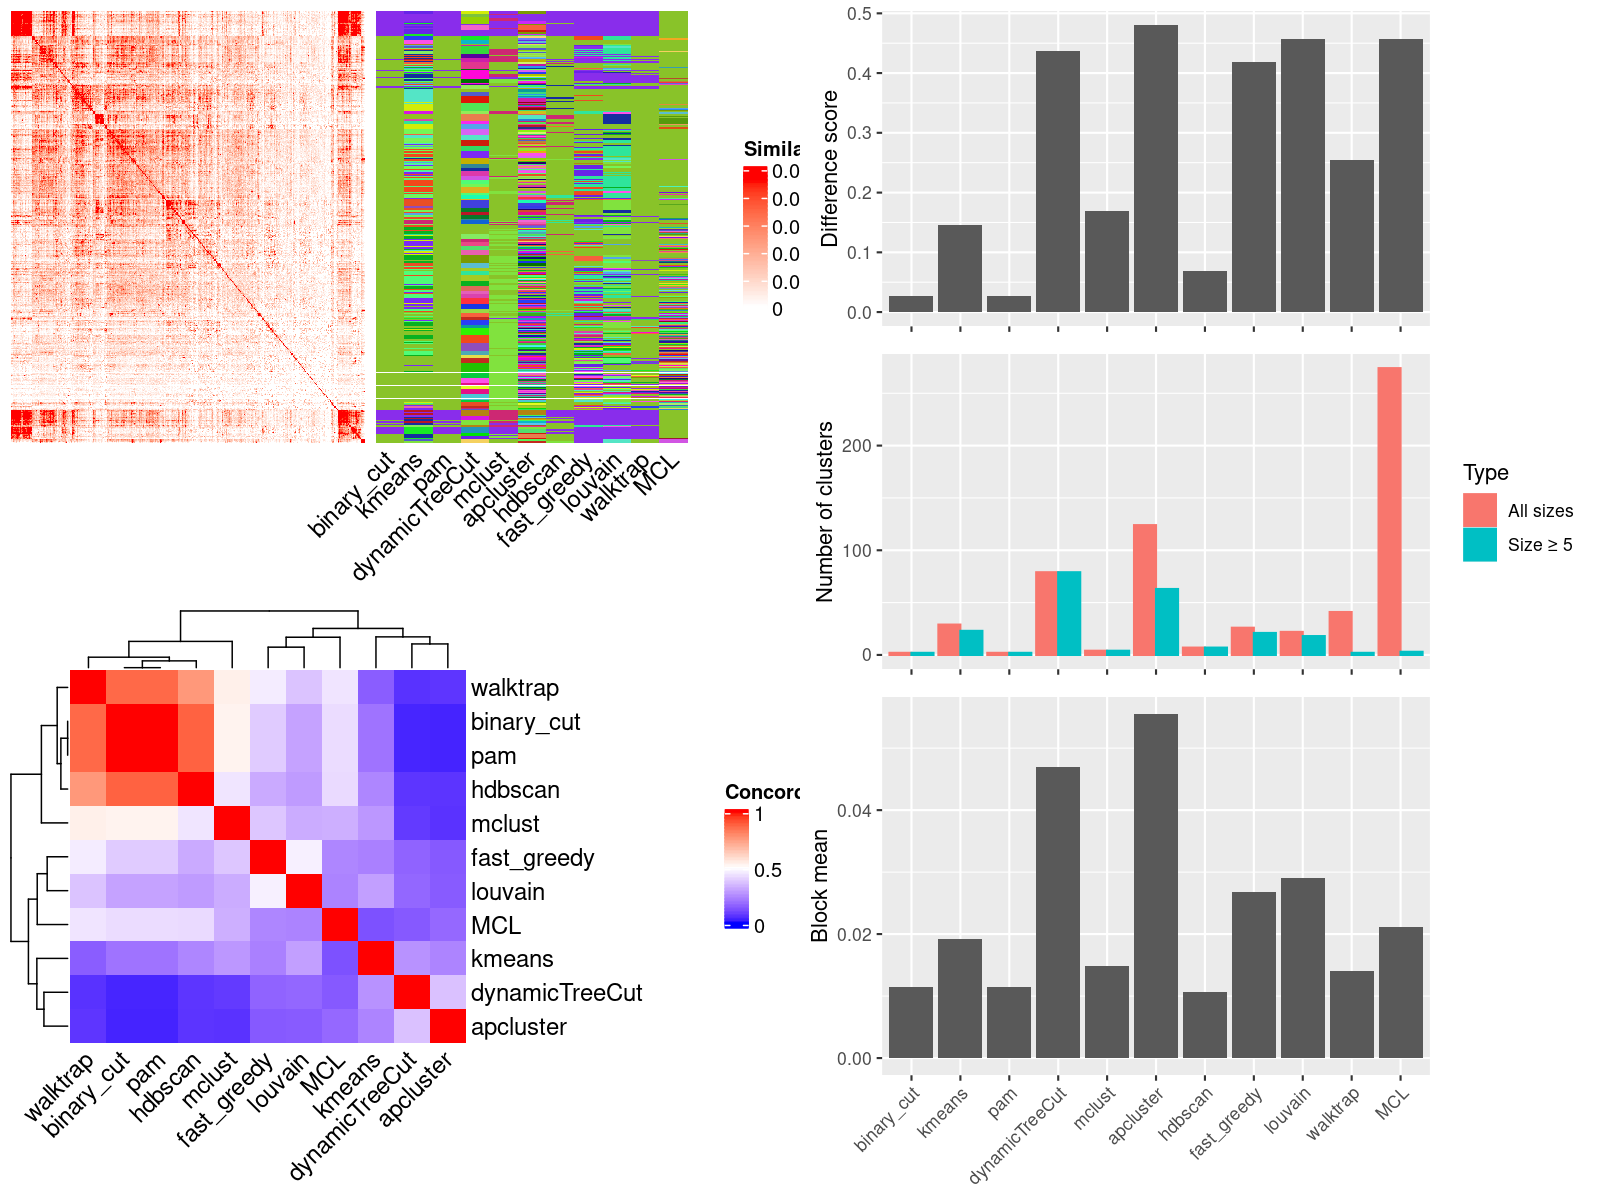 Simila
0.0
0.0
0.0
0.0
0.0
0
binary_cut
kmeans
pam
dynamicTreeCut
mclust
apcluster
hdbscan
fast_greedy
louvain
walktrap
MCL
walktrap
binary_cut
pam
hdbscan
mclust
fast_greedy
louvain
MCL
kmeans
dynamicTreeCut
apcluster
walktrap
binary_cut
pam
hdbscan
mclust
fast_greedy
louvain
MCL
kmeans
dynamicTreeCut
apcluster
Concord
1
0.5
0
Difference score
0.5
0.4
0.3
0.2
0.1
0.0
Number of clusters
200
100
0
Type
All sizes
Size ≥ 5
Block mean
0.04
0.02
0.00
binary_cut
kmeans
pam
dynamicTreeCut
mclust
apcluster
hdbscan
fast_greedy
louvain
walktrap
MCL